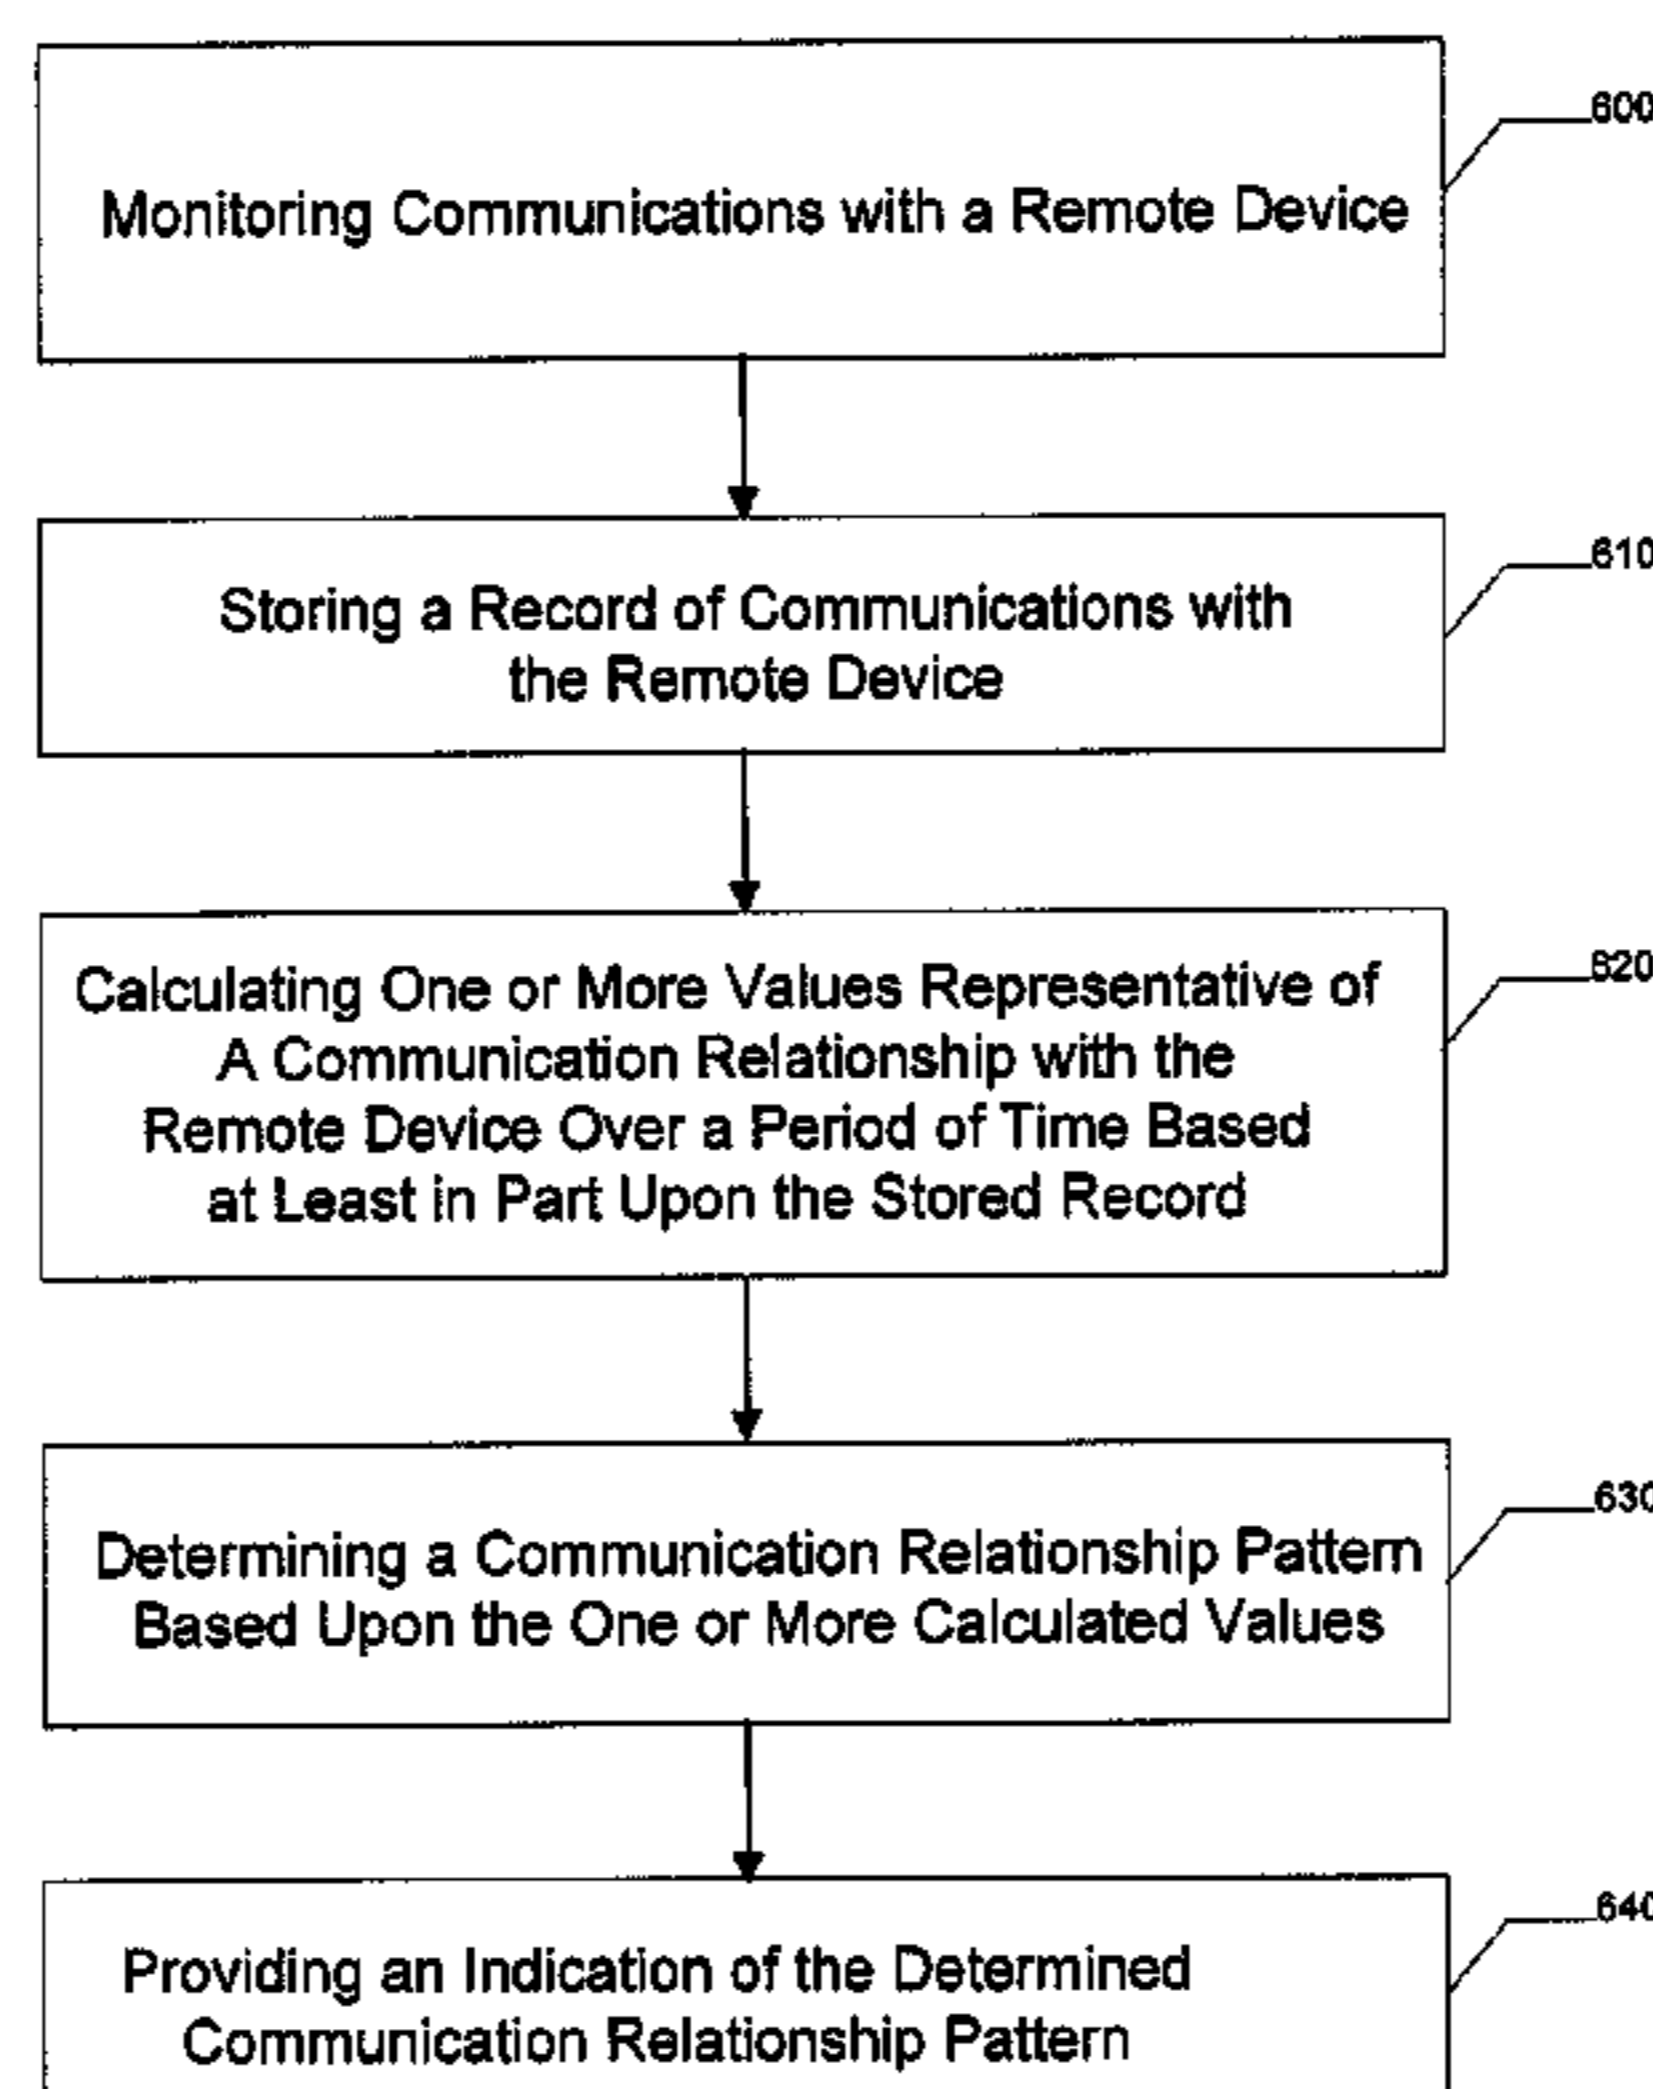 600
Monitoring Communications with a Remote Device
610
Storing a Record of Communications with
the Remote Device
620
Calculating One or More Values Representative of
A Communication Relationship with the
Remote Device Over a Period of Time Based
at Least in Part Upon the Stored Record
630
Determining a Communication Relationship Pattern
Based Upon the One or More Calculated Values
640
Providing an Indication of the Determined
Communication Relationship Pattern